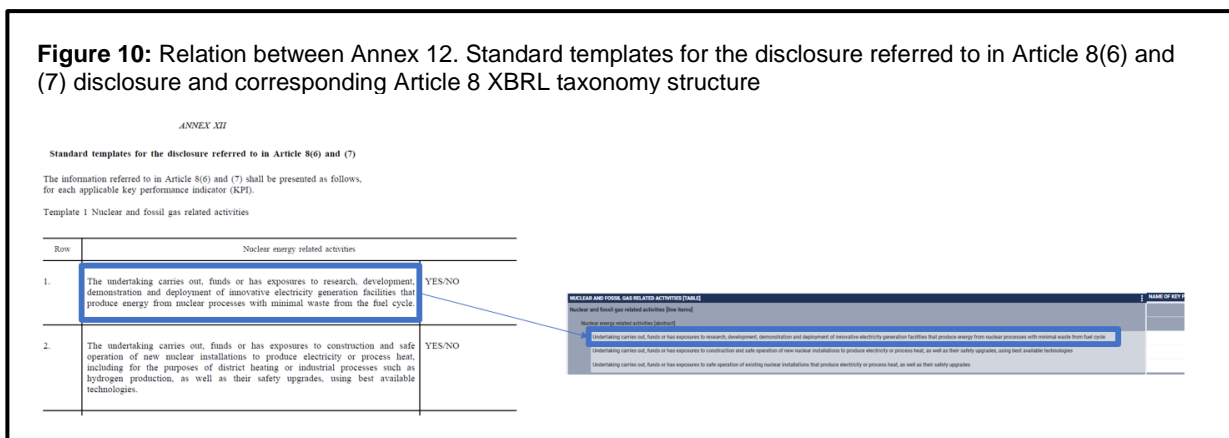 Figure 10: Relation between Annex 12. Standard templates for the disclosure referred to in Article 8(6) and
(7) disclosure and corresponding Article 8 XBRL taxonomy structure
ANNEX XII
Standard templates for the disclosure referred to in Article 8(6) and (7)
The information referred to in Article 8(6) and (7) shall be presented as follows,
for each applicable key performance indicator (KPI).
Template 1 Nuclear and fossil gas related activities
Row Nuclear energy related activities
1. The undertaking carries out, funds or has exposures to research, development, YES/NO
demonstration and deployment of innovative electricity generation facilities that
produce energy from nuclear processes with minimal waste from the fuel cycle.
2. The undertaking carries out, funds or has exposures to construction and safe YES/NO
operation of new nuclear installations to produce electricity or process heat,
including for the purposes of district heating or industrial processes such as
hydrogen production, as well as their safety upgrades, using best available
technologies.
NUCLEAR AND FOSSIL GAS RELATED ACTIVITIES [TABLE] NAME OF KEY P
Nuclear and fossil gas related activities [line items]
Nuclear energy related activities [abstract]
Undertaking carries out, funds or has exposures to research, development, demonstration and deployment of innovative electricity generation facilities that produce energy from nuclear processes with minimal waste from fuel cycle
Undertaking carries out, funds or has exposures to construction and safe operation of new nuclear installations to produce electricity or process heat, as well as their safety upgrades, using best available technologies
Undertaking carries out, funds or has exposures to safe operation of existing nuclear installations that produce electricity or process heat, as well as their safety upgrades